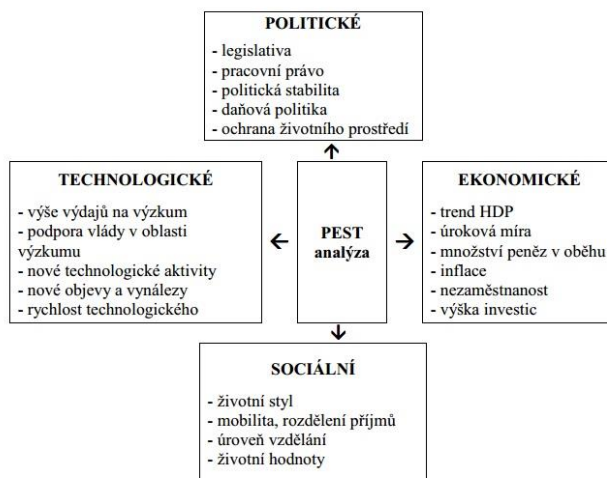 POLITICKÉ
- legislativa
- pracovní právo
- politická stabilita
- daňová politika
- ochrana životního prostředí
TECHNOLOGICKÉ
- výše výdajů na výzkum
- podpora vlády v oblasti
výzkumu
- nové technologické aktivity
- nové objevy a vynálezy
- rychlost technologického
PEST
analýza
EKONOMICKÉ
- trend HDP
- úroková míra
- množství peněz v oběhu
- inflace
- nezaměstnanost
- výška investic
SOCIÁLNÍ
- životní styl
- mobilita, rozdělení příjmů
- úroveň vzdělání
- životní hodnoty